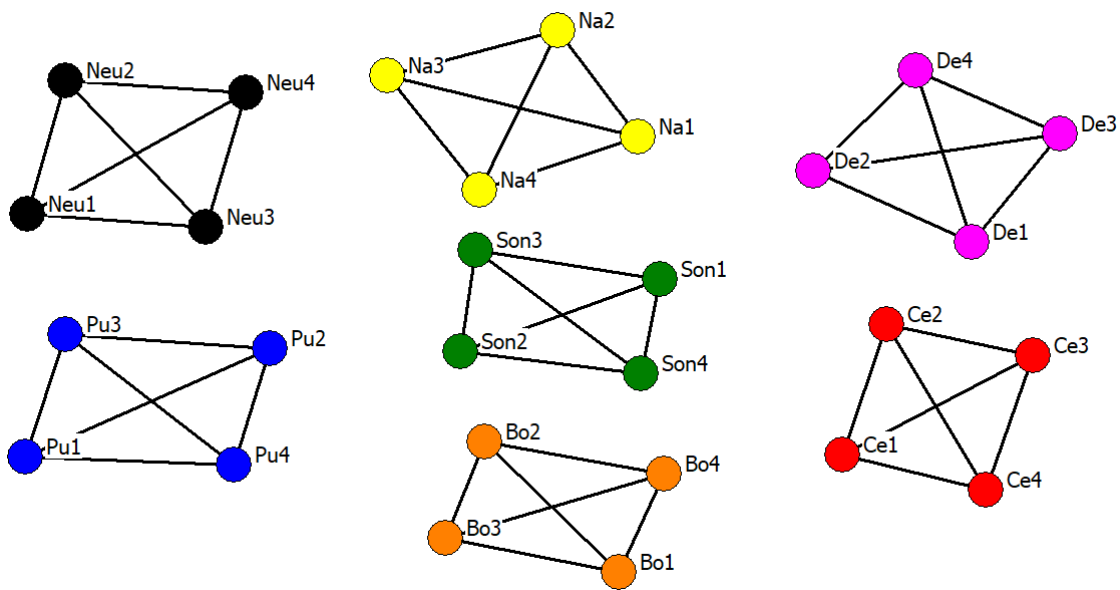 Neu2
Neu4
Neu1
Neu3
Na2
Na3
Na1
Na4
De4
De3
De2
De1
Son3
Son1
Son2
Son4
Pu3
Pu2
Pu1
Pu4
Bo2
Bo4
Bo3
Bo1
Ce2
Ce3
Ce1
Ce4